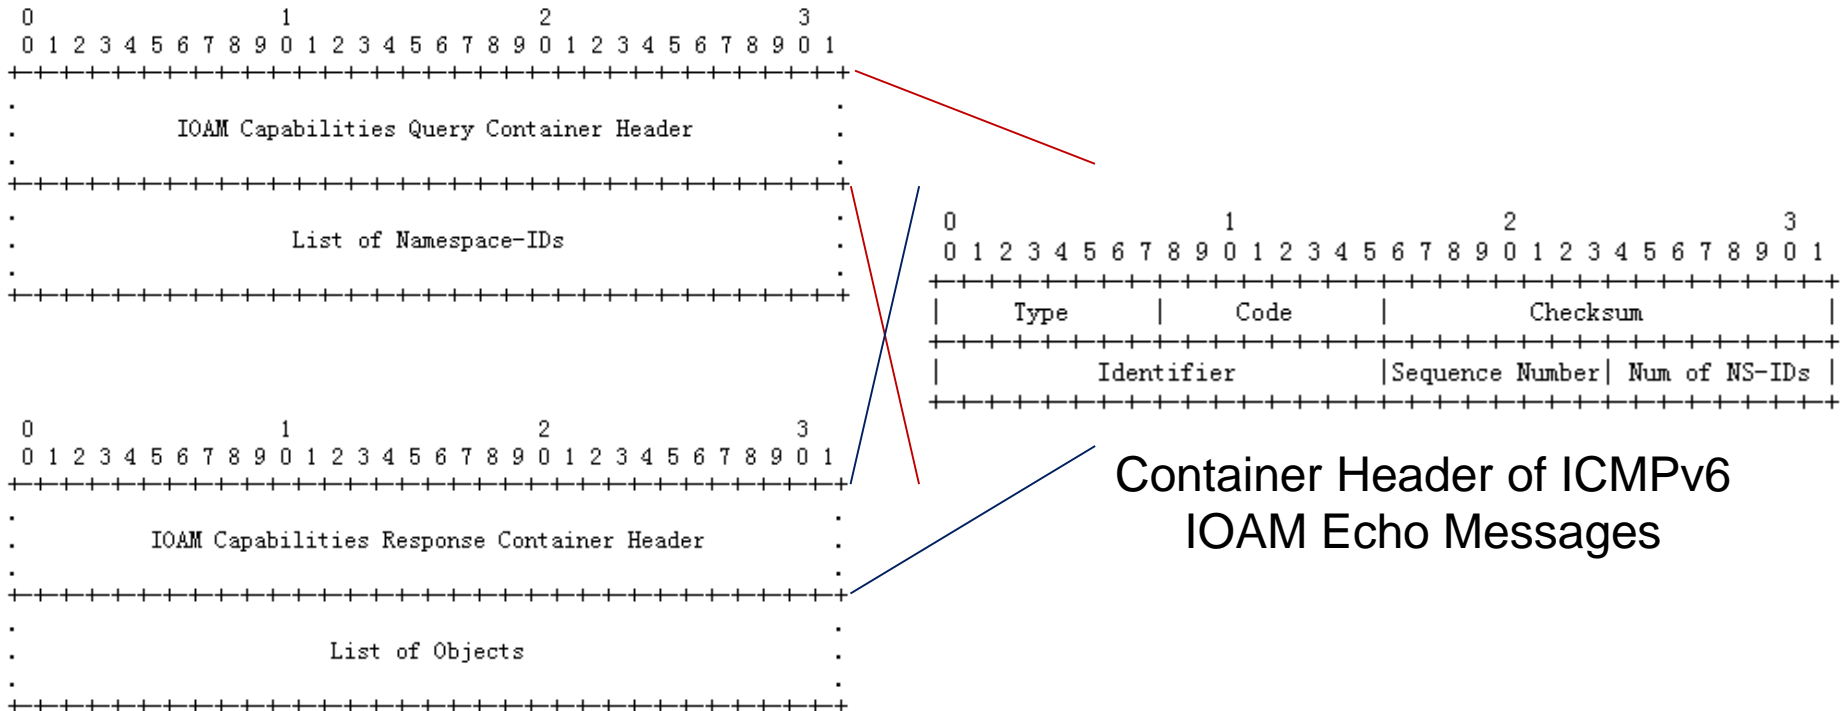 0                   1                   2                   3
0 1 2 3 4 5 6 7 8 9 0 1 2 3 4 5 6 7 8 9 0 1 2 3 4 5 6 7 8 9 0 1
+-+-+-+-+-+-+-+-+-+-+-+-+-+-+-+-+-+-+-+-+-+-+-+-+-+-+-+-+-+-+-+-+
.                                                               .
.            IOAM Capabilities Query Container Header           .
.                                                               .
+-+-+-+-+-+-+-+-+-+-+-+-+-+-+-+-+-+-+-+-+-+-+-+-+-+-+-+-+-+-+-+-+
.                                                               .
.                     List of Namespace-IDs                     .
.                                                               .
+-+-+-+-+-+-+-+-+-+-+-+-+-+-+-+-+-+-+-+-+-+-+-+-+-+-+-+-+-+-+-+-+
0                   1                   2                   3
0 1 2 3 4 5 6 7 8 9 0 1 2 3 4 5 6 7 8 9 0 1 2 3 4 5 6 7 8 9 0 1
+-+-+-+-+-+-+-+-+-+-+-+-+-+-+-+-+-+-+-+-+-+-+-+-+-+-+-+-+-+-+-+-+
.                                                               .
.          IOAM Capabilities Response Container Header          .
.                                                               .
+-+-+-+-+-+-+-+-+-+-+-+-+-+-+-+-+-+-+-+-+-+-+-+-+-+-+-+-+-+-+-+-+
.                                                               .
.                        List of Objects                        .
.                                                               .
+-+-+-+-+-+-+-+-+-+-+-+-+-+-+-+-+-+-+-+-+-+-+-+-+-+-+-+-+-+-+-+-+
0                   1                   2                   3
0 1 2 3 4 5 6 7 8 9 0 1 2 3 4 5 6 7 8 9 0 1 2 3 4 5 6 7 8 9 0 1
+-+-+-+-+-+-+-+-+-+-+-+-+-+-+-+-+-+-+-+-+-+-+-+-+-+-+-+-+-+-+-+-+
|     Type      |     Code      |          Checksum             |
+-+-+-+-+-+-+-+-+-+-+-+-+-+-+-+-+-+-+-+-+-+-+-+-+-+-+-+-+-+-+-+-+
|           Identifier          |Sequence Number| Num of NS-IDs |
+-+-+-+-+-+-+-+-+-+-+-+-+-+-+-+-+-+-+-+-+-+-+-+-+-+-+-+-+-+-+-+-+
Container Header of ICMPv6
IOAM Echo Messages